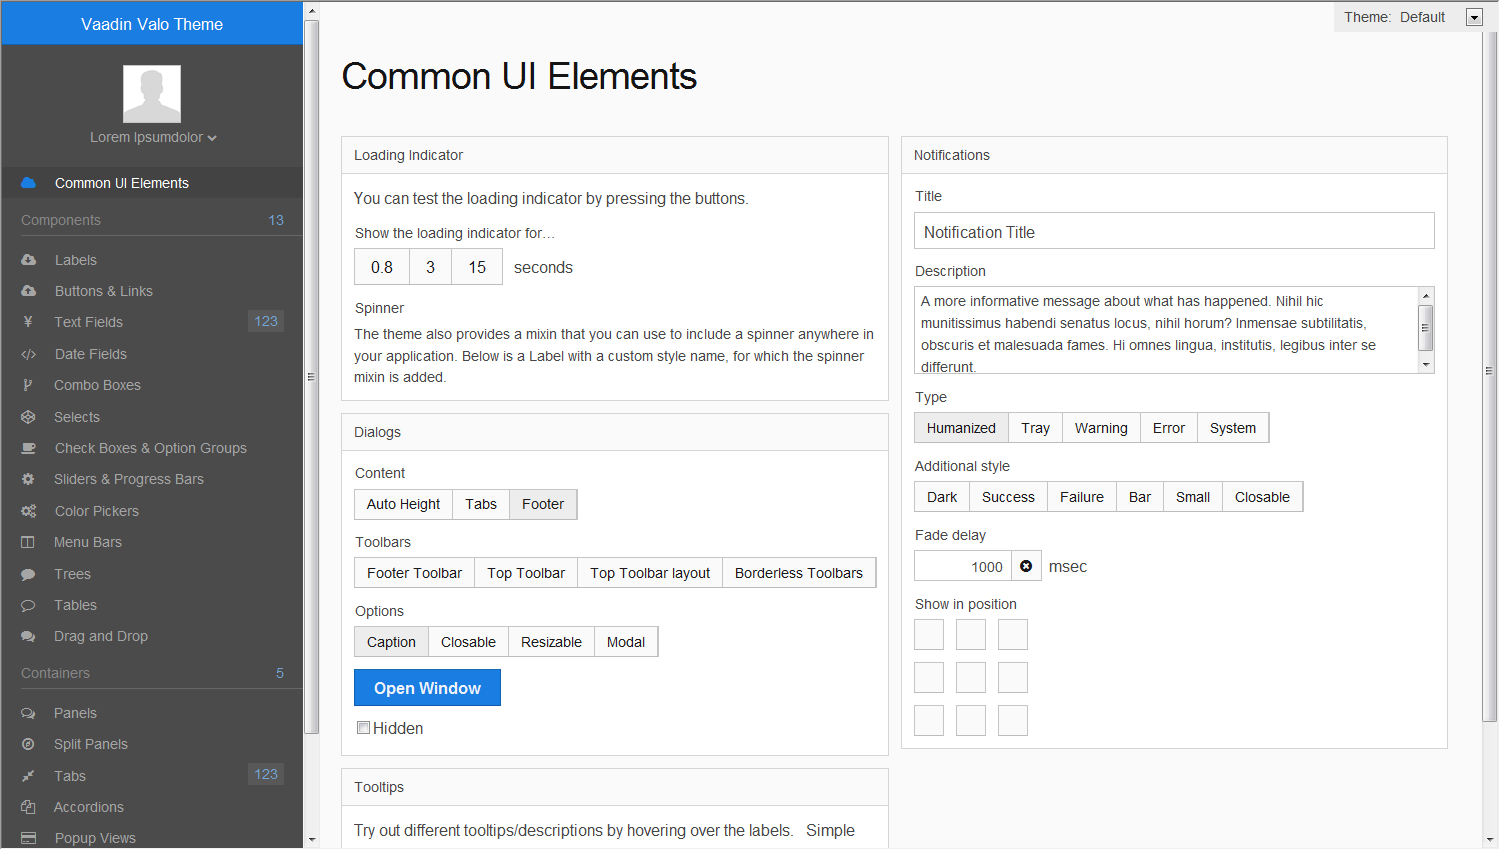 Vaadin Valo Theme
Lorem Ipsumdolor
Common UI Elements
Components 13
Labels
Buttons & Links
Text Fields 123
Date Fields
Combo Boxes
Selects
Check Boxes & Option Groups
Sliders & Progress Bars
Color Pickers
Menu Bars
Trees
Tables
Drag and Drop
Containers 5
Panels
Split Panels
Tabs 123
Accordions
Popup Views
Theme: Default
Common UI Elements
Loading Indicator
You can test the loading indicator by pressing the buttons.
Show the loading indicator for…
0.8 3 15 seconds
Spinner
The theme also provides a mixin that you can use to include a spinner anywhere in
your application. Below is a Label with a custom style name, for which the spinner
mixin is added.
Dialogs
Content
Auto Height Tabs Footer
Toolbars
Footer Toolbar Top Toolbar Top Toolbar layout Borderless Toolbars
Options
Caption Closable Resizable Modal
Open Window
Hidden
Tooltips
Try out different tooltips/descriptions by hovering over the labels. Simple
Notifications
Title
Notification Title
Description
A more informative message about what has happened. Nihil hic
munitissimus habendi senatus locus, nihil horum? Inmensae subtilitatis,
obscuris et malesuada fames. Hi omnes lingua, institutis, legibus inter se
differunt.
Type
Humanized Tray Warning Error System
Additional style
Dark Success Failure Bar Small Closable
Fade delay
1000 msec
Show in position